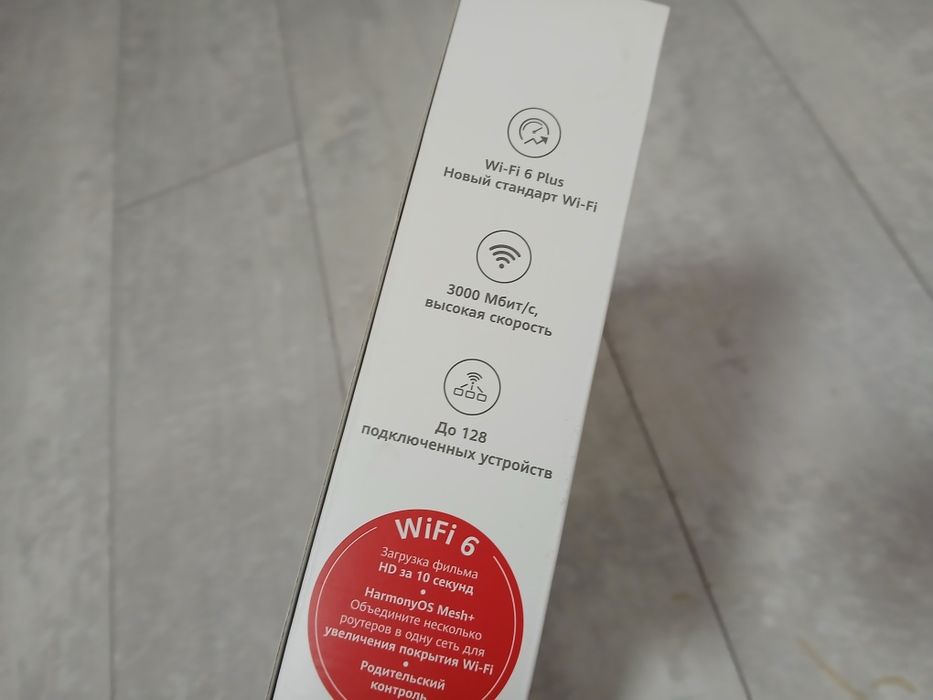 Wi-Fi 6 Plus
Новый стандарт Wi-Fi
3000 Мбит/с,
высокая скорость
До 128
подключенных устройств
WiFi 6
Загрузка фильма
HD за 10 секунд
HarmonyOS Mesh+
Объедините несколько
роутеров в одну сеть для
увеличения покрытия Wi-Fi
Родительский
контроль